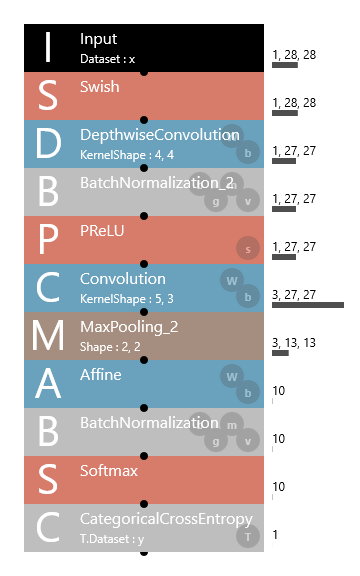 I Input 1, 28, 28
Dataset : x
S Swish 1, 28, 28
D DepthwiseConvolution W 1, 27, 27
KernelShape : 4, 4 b
B BatchNormalization_2 m 1, 27, 27
g v
P PReLU 1, 27, 27
s
C Convolution W 3, 27, 27
KernelShape : 5, 3 b
M MaxPooling_2 3, 13, 13
Shape : 2, 2
A Affine W 10
b
B BatchNormalization m 10
g v
S Softmax 10
C CategoricalCrossEntropy 1
T.Dataset : y T